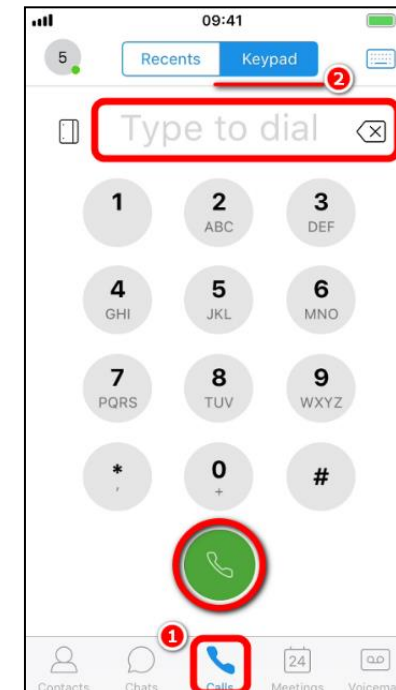 09:41
5 Recents Keypad
2
Type to dial
1 2 3
ABC DEF
4 5 6
GHI JKL MNO
7 8 9
PQRS TUV WXYZ
* 0 #
, +
1
24
Contacts Chats Calls Meetings Voicema